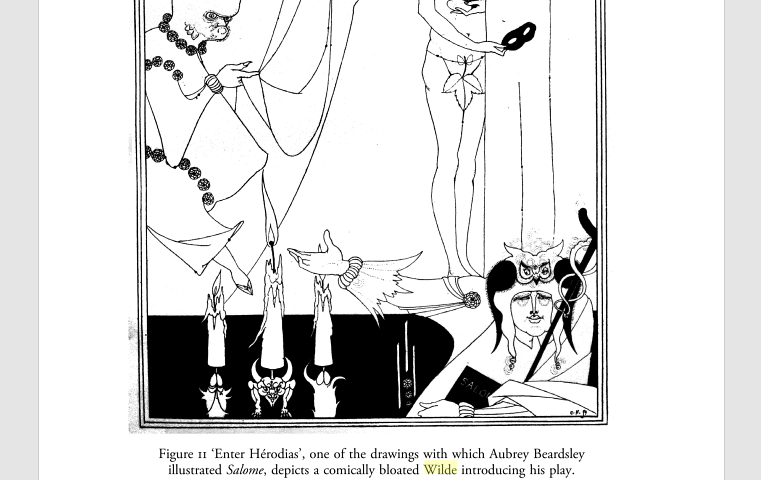 SALO
Figure 11 ‘Enter Hérodias’, one of the drawings with which Aubrey Beardsley
illustrated Salome, depicts a comically bloated Wilde introducing his play.